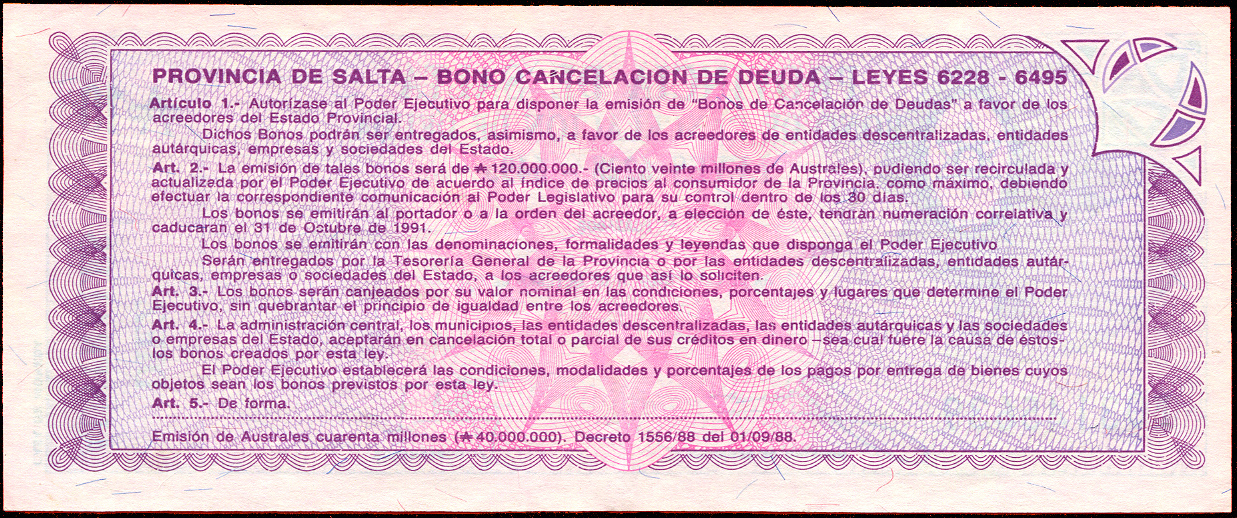 PROVINCIA DE SALTA – BONO CANCELACION DE DEUDA – LEYES 6228 - 6495
Artículo 1.- Autorízase al Poder Ejecutivo para disponer la emisión de "Bonos de Cancelación de Deudas" a favor de los
acreedores del Estado Provincial.
Dichos Bonos podrán ser entregados, asimismo, a favor de los acreedores de entidades descentralizadas, entidades
autárquicas, empresas y sociedades del Estado.
Art. 2.- La emisión de tales bonos será de ₳ 120.000.000.- (Ciento veinte millones de Australes), pudiendo ser recirculada y
actualizeda por el Poder Ejecutivo de acuerdo al índice de precios al consumidor de la Provincia, como máximo, debiendo
efectuar la correspondiente comunicación al Poder Legislativo para su control dentro de los 30 días.
Los bonos se emitirán al portador o a la orden del acreedor, a elección de éste, tendrán numeración correlativa y
caducaran el 31 de Octubre de 1991.
Los bonos se emitirán con las denominaciones, formalidades y leyendas que disponga el Poder Ejecutivo
Serán entregados por la Tesorería General de la Provincia o por las entidades descentralizadas, entidades autár-
quicas, empresas o sociedades del Estado, a los acreedores que así lo soliciten.
Art. 3.- Los bonos serán canjeados por su valor nominal en las condiciones, porcentajes y lugares que determine el Poder
Ejecutivo, sin quebrantar el principio de igualdad entre los acreedores.
Art. 4.- La administración central, los municipios, las entidades descentralizadas, las entidades autárquicas y las sociedades
o empresas del Estado, aceptarán en cancelación total o parcial de sus créditos en dinero –sea cual fuere la causa de éstos-
los bonos creados por esta ley.
El Poder Ejecutivo establecerá las condiciones, modalidades y porcentajes de los pagos por entrega de bienes cuyos
objetos sean los bonos previstos por esta ley.
Art. 5.- De forma.
Emisión de Australes cuarenta millones (₳ 40.000.000). Decreto 1556/88 del 01/09/88.